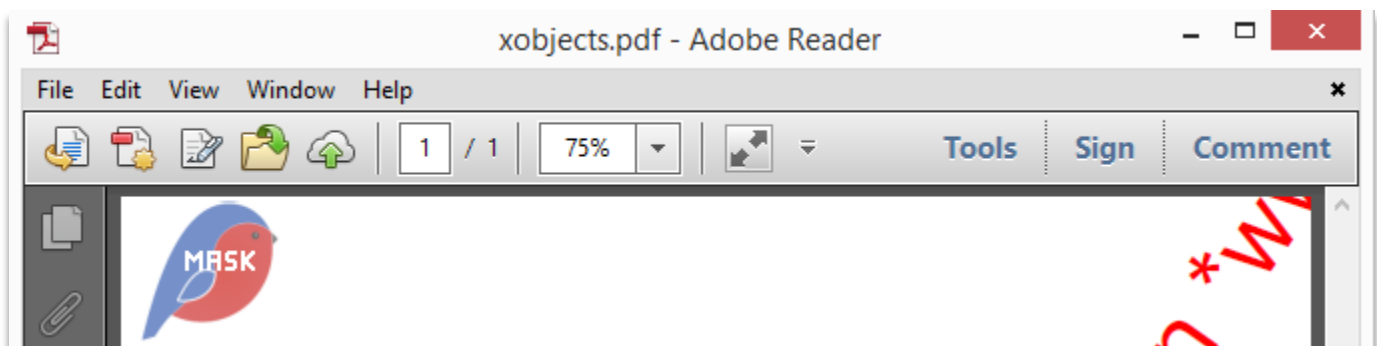 xobjects.pdf - Adobe Reader
File Edit View Window Help
1 / 1 75% Tools Sign Comment
MASK
*w